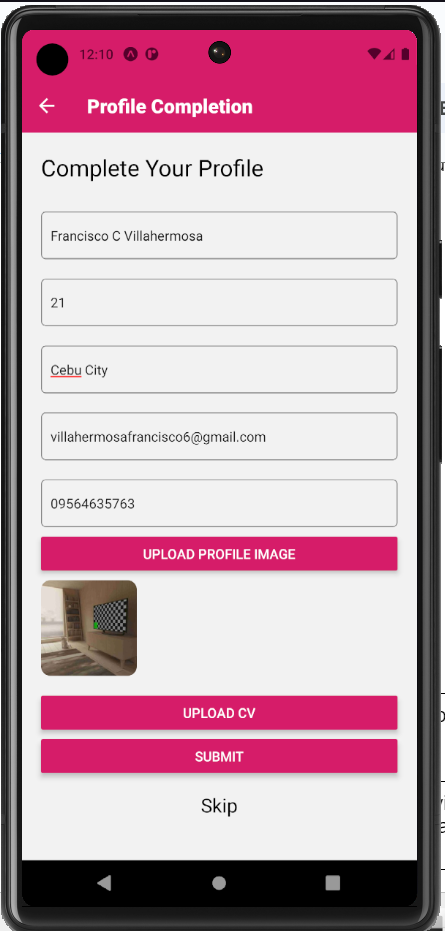 12:10
Profile Completion
Complete Your Profile
Francisco C Villahermosa
21
Cebu City
villahermosafrancisco6@gmail.com
09564635763
UPLOAD PROFILE IMAGE
UPLOAD CV
SUBMIT
Skip